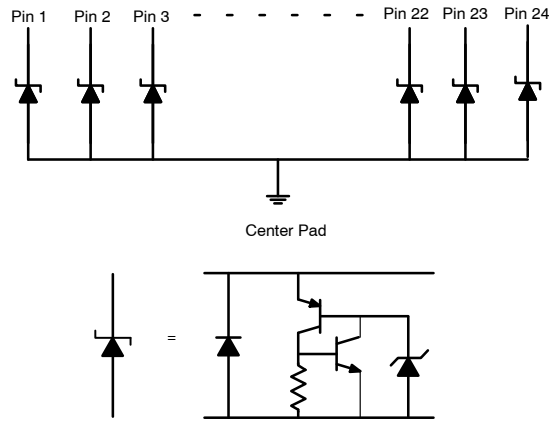 Pin 1 Pin 2 Pin 3 - - - - - - - Pin 22 Pin 23 Pin 24
Center Pad
=